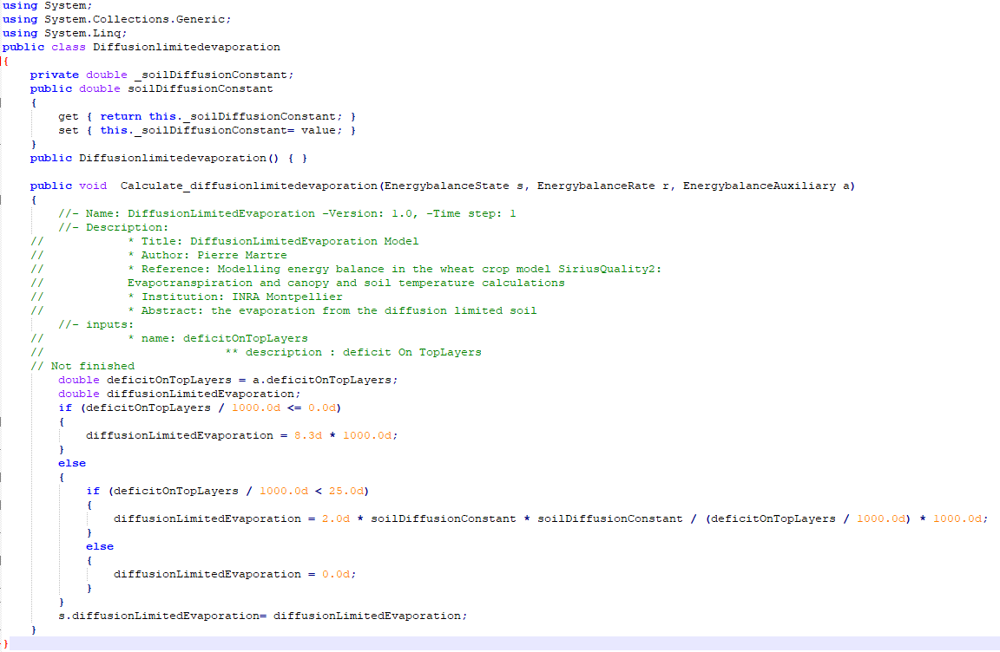 using System;
using System.Collections.Generic;
using System.Linq;
public class Diffusionlimitedevaporation
{
    private double _soilDiffusionConstant;
    public double soilDiffusionConstant
    {
        get { return this._soilDiffusionConstant; }
        set { this._soilDiffusionConstant= value; }
    }
    public Diffusionlimitedevaporation() { }

    public void  Calculate_diffusionlimitedevaporation(EnergybalanceState s, EnergybalanceRate r, EnergybalanceAuxiliary a)
    {
        //- Name: DiffusionLimitedEvaporation -Version: 1.0, -Time step: 1
        //- Description:
    //            * Title: DiffusionLimitedEvaporation Model
    //            * Author: Pierre Martre
    //            * Reference: Modelling energy balance in the wheat crop model SiriusQuality2:
    //            Evapotranspiration and canopy and soil temperature calculations
    //            * Institution: INRA Montpellier
    //            * Abstract: the evaporation from the diffusion limited soil
        //- inputs:
    //            * name: deficitOnTopLayers
    //                          ** description : deficit On TopLayers
    // Not finished
        double deficitOnTopLayers = a.deficitOnTopLayers;
        double diffusionLimitedEvaporation;
        if (deficitOnTopLayers / 1000.0d <= 0.0d)
        {
            diffusionLimitedEvaporation = 8.3d * 1000.0d;
        }
        else
        {
            if (deficitOnTopLayers / 1000.0d < 25.0d)
            {
                diffusionLimitedEvaporation = 2.0d * soilDiffusionConstant * soilDiffusionConstant / (deficitOnTopLayers / 1000.0d) * 1000.0d;
            }
            else
            {
                diffusionLimitedEvaporation = 0.0d;
            }
        }
        s.diffusionLimitedEvaporation= diffusionLimitedEvaporation;
    }
}